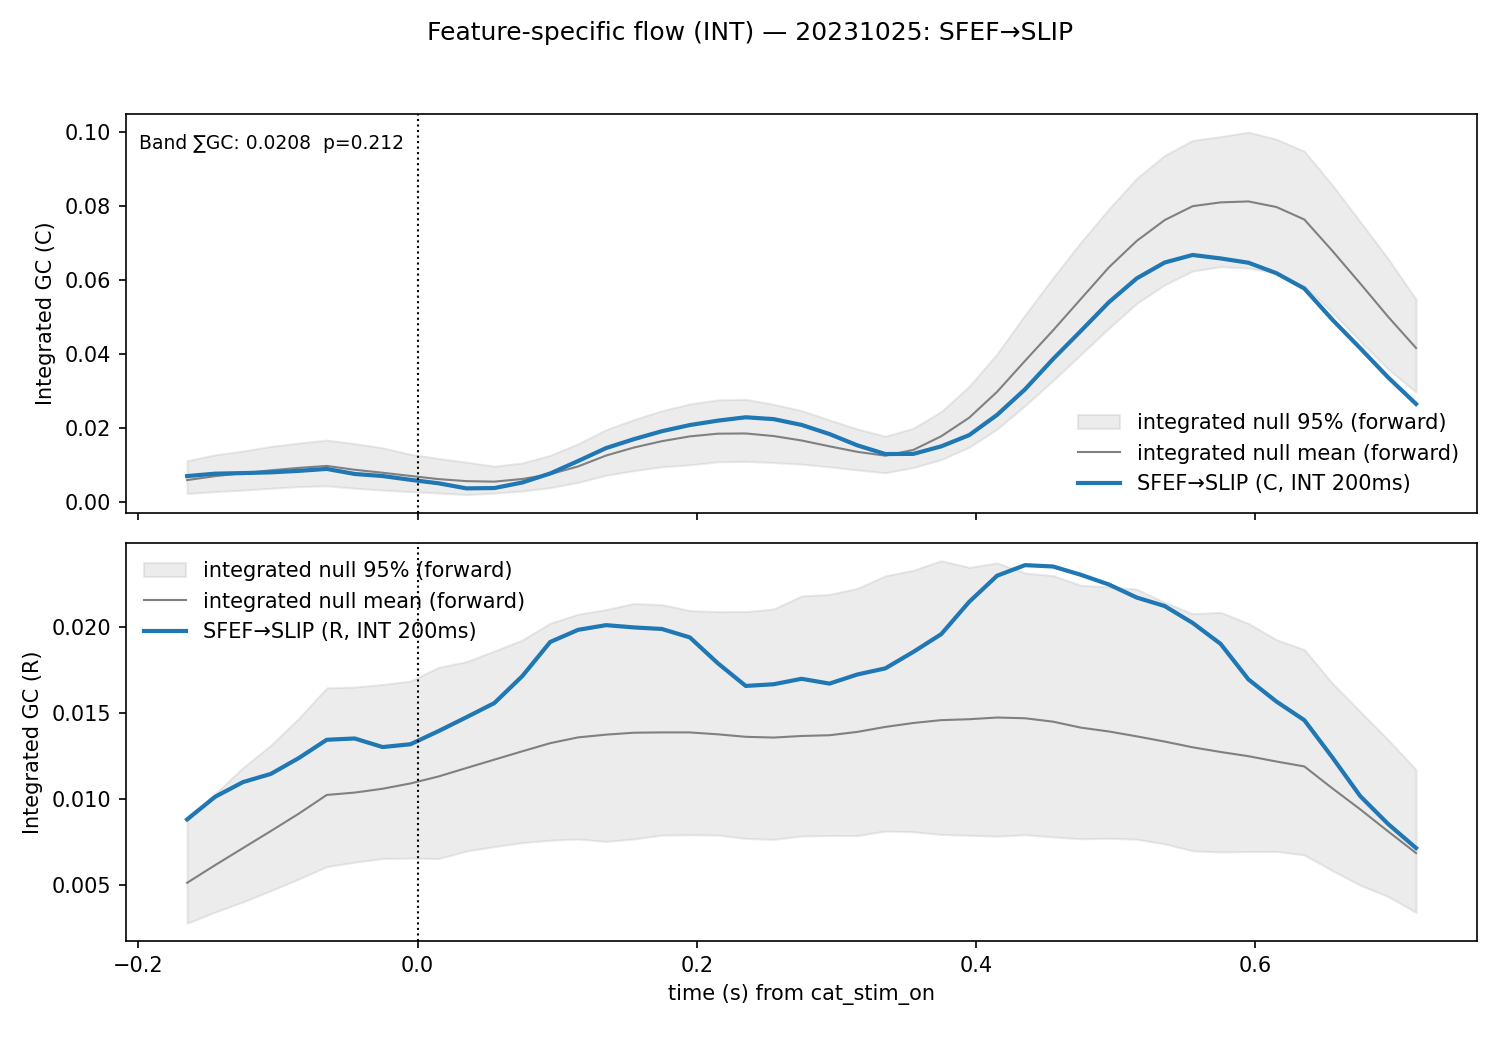 Feature-specific flow (INT) — 20231025: SFEF→SLIP
Band ∑GC: 0.0208  p=0.212
Integrated GC (C)
0.10
0.08
0.06
0.04
0.02
0.00
integrated null 95% (forward)
integrated null mean (forward)
SFEF→SLIP (C, INT 200ms)
integrated null 95% (forward)
integrated null mean (forward)
SFEF→SLIP (R, INT 200ms)
Integrated GC (R)
0.020
0.015
0.010
0.005
−0.2 0.0 0.2 0.4 0.6
time (s) from cat_stim_on